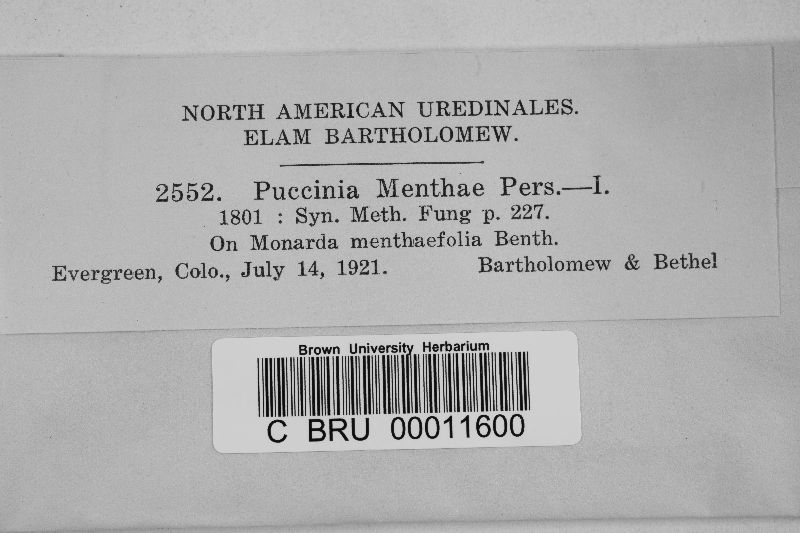 NORTH AMERICAN UREDINALES.
ELAM BARTHOLOMEW.
2552. Puccinia Menthae Pers.—I.
1801 : Syn. Meth. Fung p. 227.
On Monarda menthaefolia Benth.
Evergreen, Colo., July 14, 1921. Bartholomew & Bethel
Brown University Herbarium
C BRU 00011600